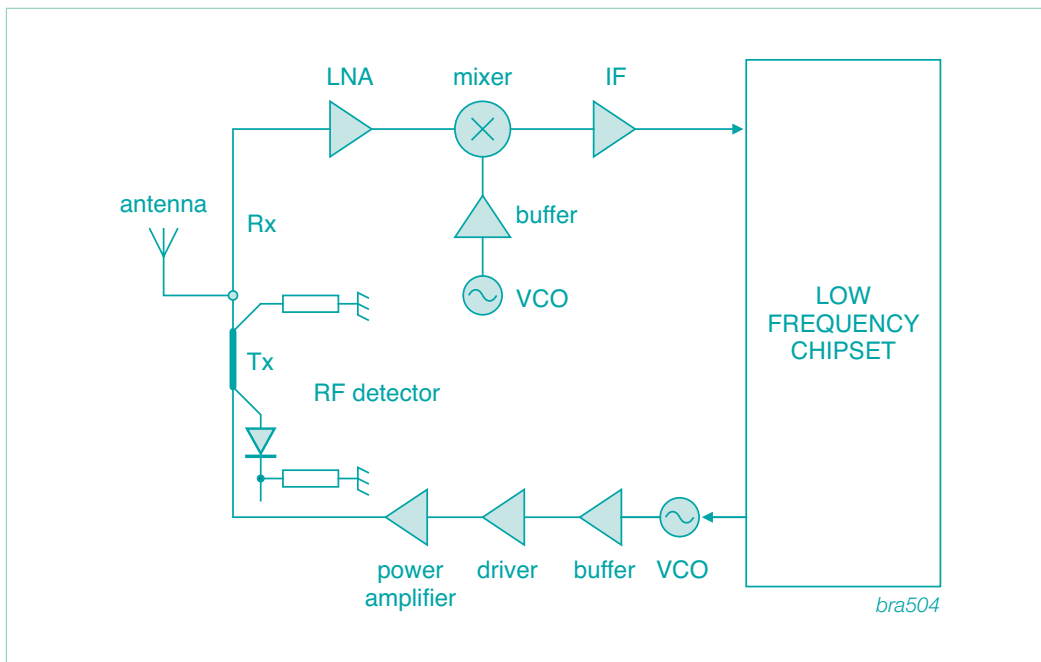 LNA
mixer
IF
antenna
Rx
buffer
VCO
LOW
FREQUENCY
CHIPSET
Tx
RF detector
power
amplifier
driver
buffer
VCO
bra504